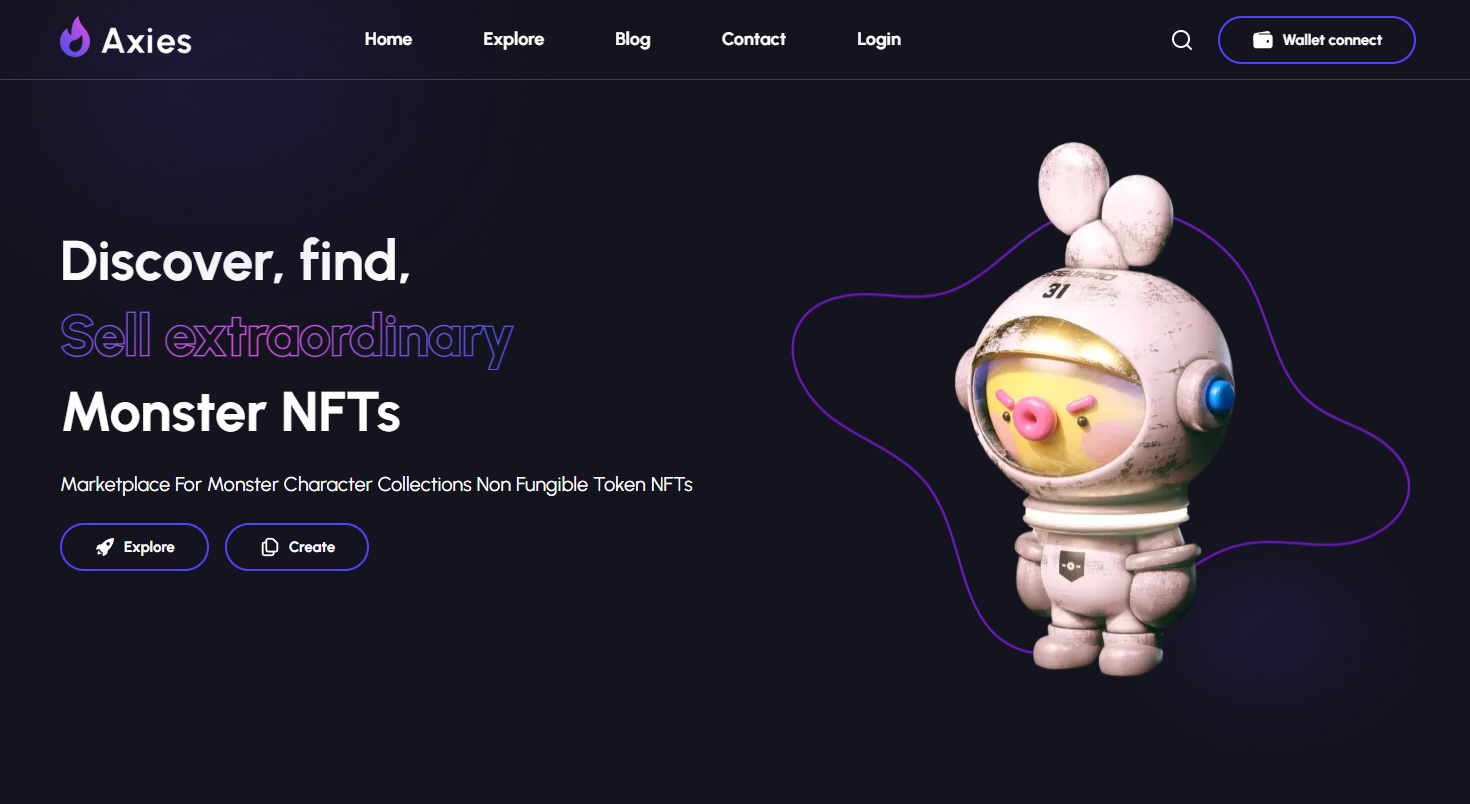 Axies
Home
Explore
Blog
Contact
Login
Wallet connect
Discover, find,
Sell extraordinary
Monster NFTs
Marketplace For Monster Character Collections Non Fungible Token NFTs
Explore
Create
31